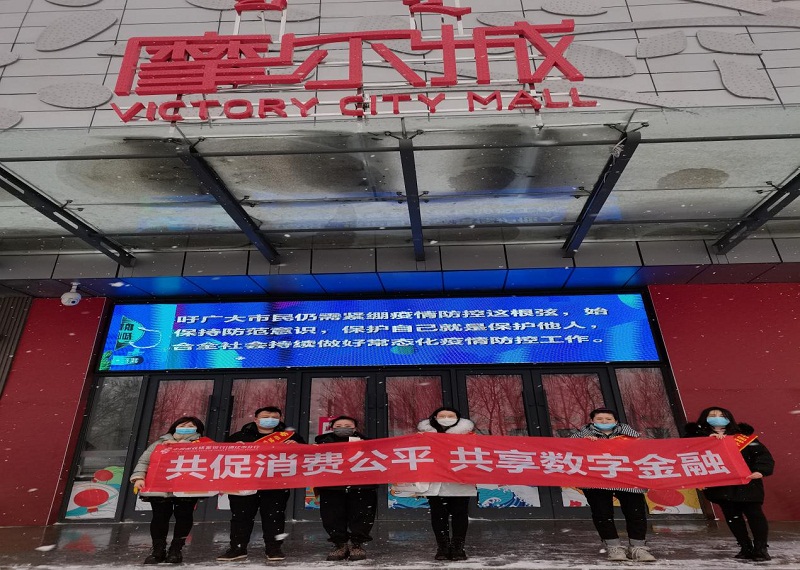 摩尔城
VICTORY CITY MALL
吁广大市民仍需紧绷疫情防控这根弦，始
保持防范意识，保护自己就是保护他人，
合全社会持续做好常态化疫情防控工作。
共促消费公平 共享数字金融